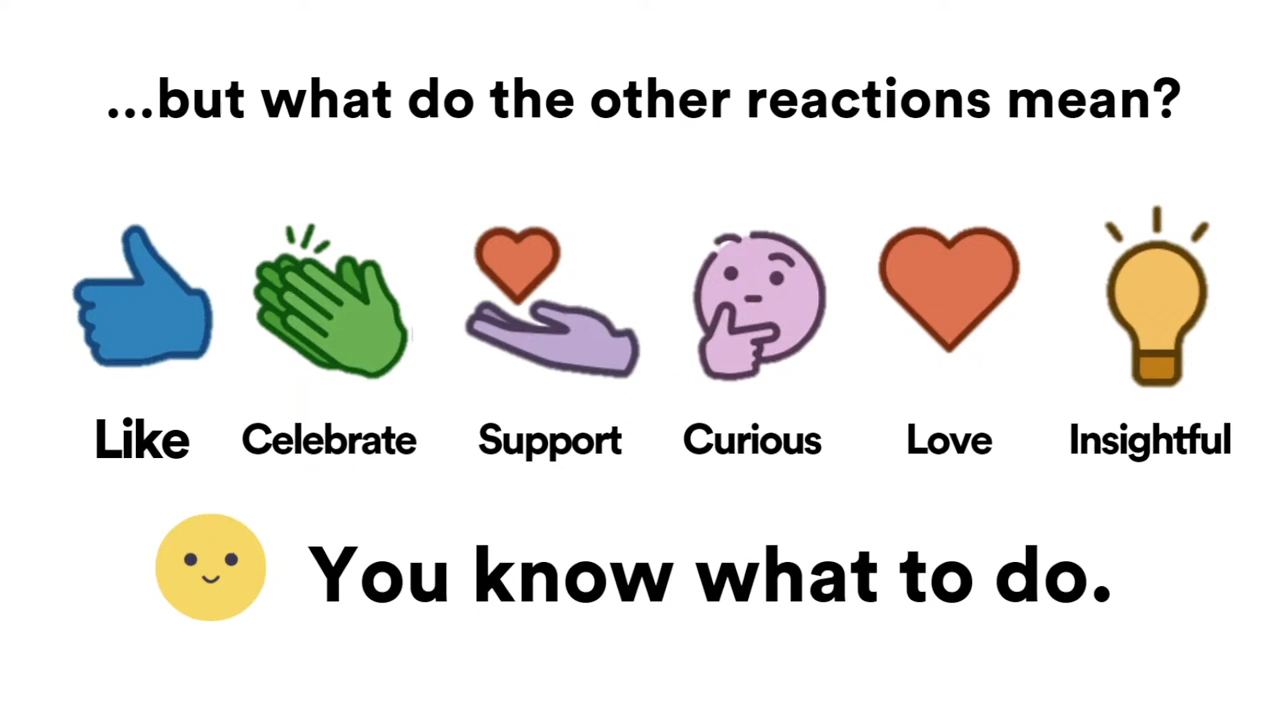 ...but what do the other reactions mean?
Like Celebrate Support Curious Love Insightful
You know what to do.